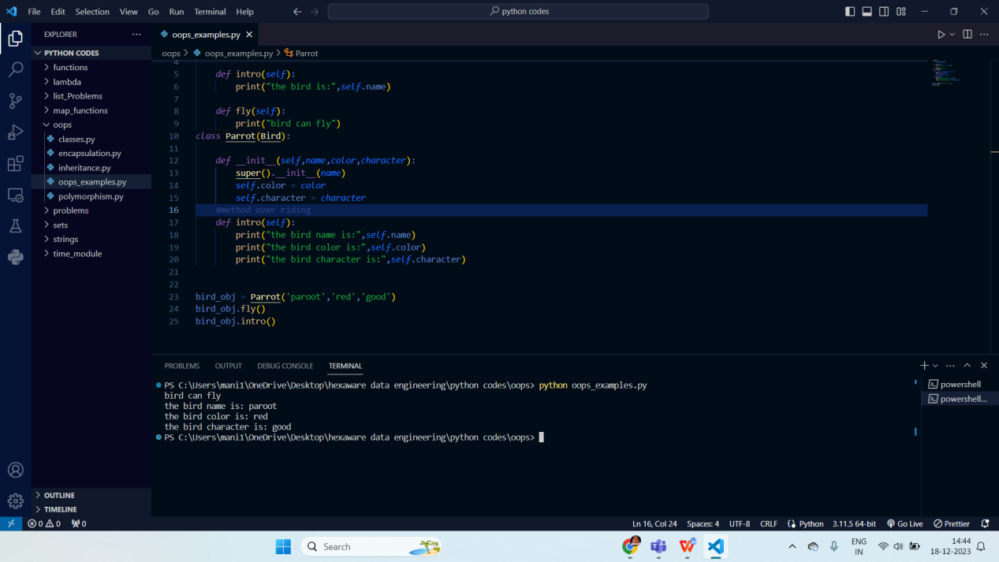 File Edit Selection View Go Run Terminal Help
python codes
EXPLORER
oops_examples.py
PYTHON CODES
functions
lambda
list_Problems
map_functions
oops
classes.py
encapsulation.py
inheritance.py
oops_examples.py
polymorphism.py
problems
sets
strings
time_module
OUTLINE
TIMELINE
oops > oops_examples.py > Parrot
4
5 def intro(self):
6 print("the bird is:",self.name)
7
8 def fly(self):
9 print("bird can fly")
10 class Parrot(Bird):
11
12 def __init__(self,name,color,character):
13 super().__init__(name)
14 self.color = color
15 self.character = character
16 #method over riding
17 def intro(self):
18 print("the bird name is:",self.name)
19 print("the bird color is:",self.color)
20 print("the bird character is:",self.character)
21
22
23 bird_obj = Parrot('paroot','red','good')
24 bird_obj.fly()
25 bird_obj.intro()
PROBLEMS OUTPUT DEBUG CONSOLE TERMINAL
PS C:\Users\mani1\OneDrive\Desktop\hexaware data engineering\python codes\oops> python oops_examples.py
bird can fly
the bird name is: paroot
the bird color is: red
the bird character is: good
PS C:\Users\mani1\OneDrive\Desktop\hexaware data engineering\python codes\oops>
powershell
powershell...
0 0 0
Ln 16, Col 24 Spaces: 4 UTF-8 CRLF Python 3.11.5 64-bit Go Live Prettier
Search
ENG
IN
14:44
18-12-2023